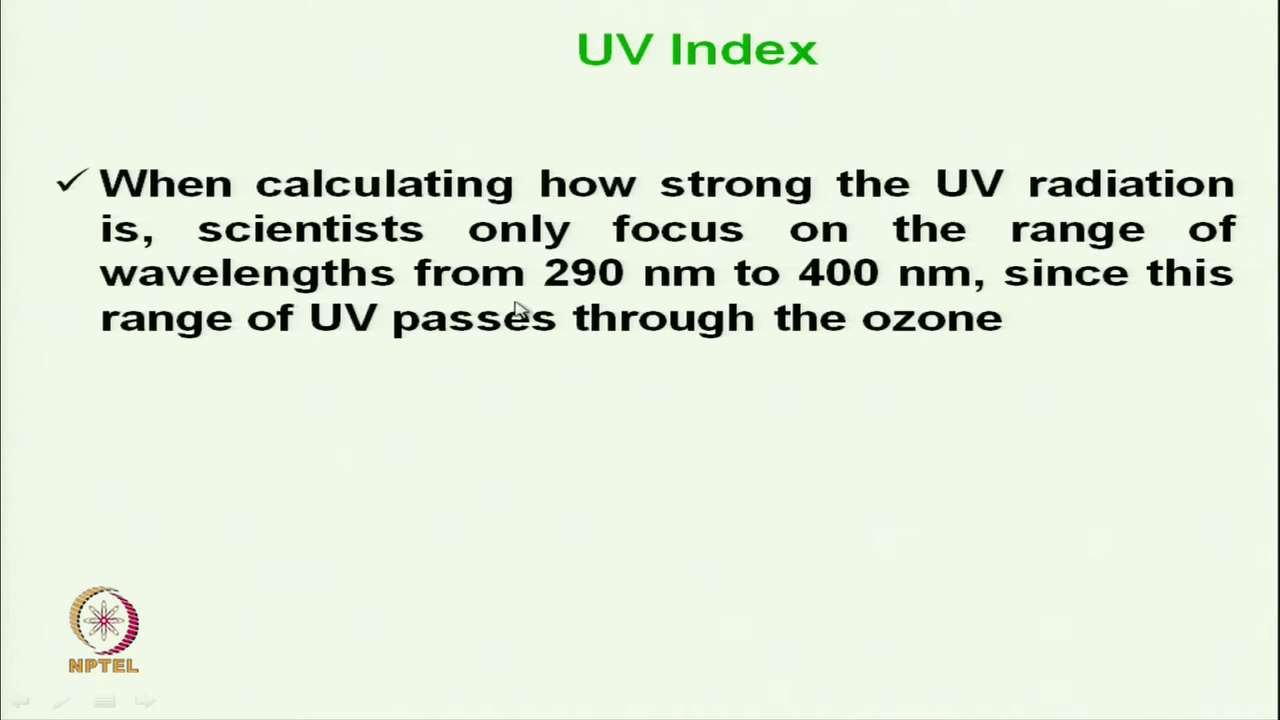 UV Index
✓ When calculating how strong the UV radiation
is, scientists only focus on the range of
wavelengths from 290 nm to 400 nm, since this
range of UV passes through the ozone
NPTEL